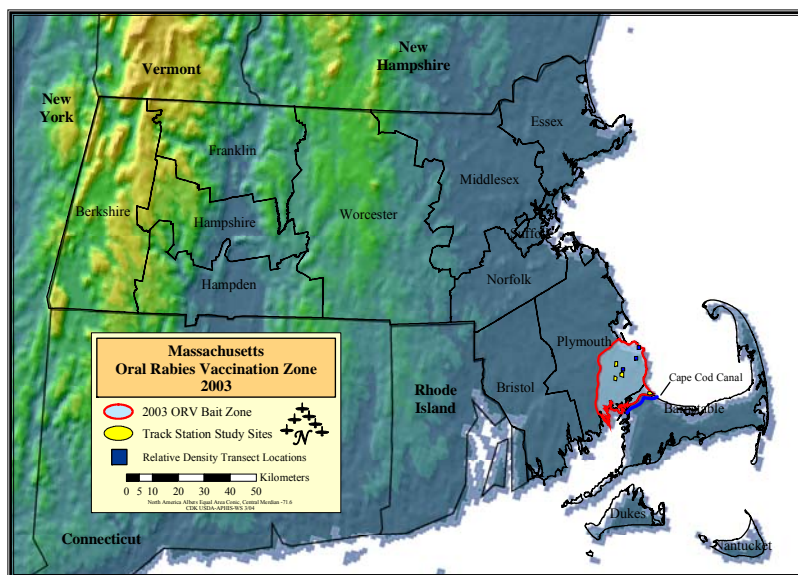 New
Hampshire
Vermont
New
York
Essex
Franklin
Middlesex
Berkshire
Hampshire
Worcester
Suffolk
Norfolk
Hampden
Plymouth
Massachusetts
Oral Rabies Vaccination Zone
2003
2003 ORV Bait Zone
Track Station Study Sites
N
Relative Density Transect Locations
Kilometers
0 5 10 20 30 40 50
North America Albers Equal Area Conic, Central Meridian -71.6
CDK USDA-APHIS-WS 3/04
Rhode
Island
Bristol
Cape Cod Canal
Barnstable
Dukes
Nantucket
Connecticut